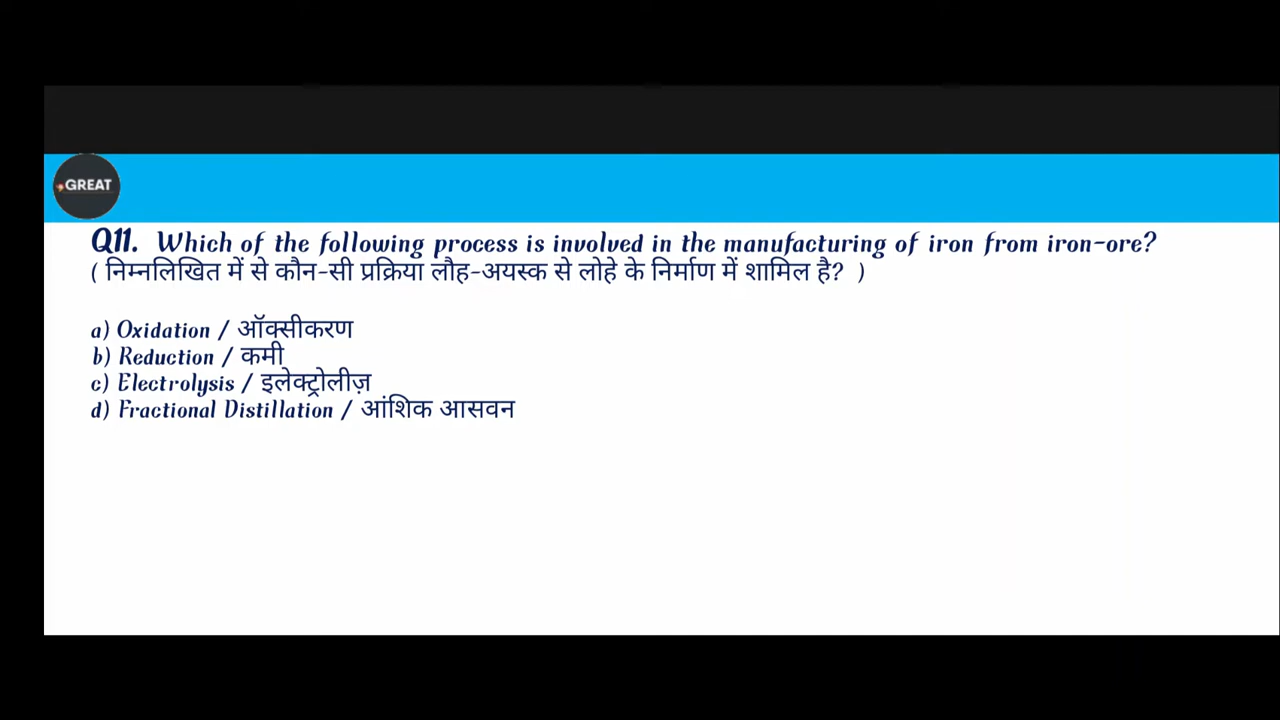 GREAT
Q11. Which of the following process is involved in the manufacturing of iron from iron-ore?
( निम्नलिखित में से कौन-सी प्रक्रिया लौह-अयस्क से लोहे के निर्माण में शामिल है? )
a) Oxidation / ऑक्सीकरण
b) Reduction / कमी
c) Electrolysis / इलेक्ट्रोलीज़
d) Fractional Distillation / आंशिक आसवन